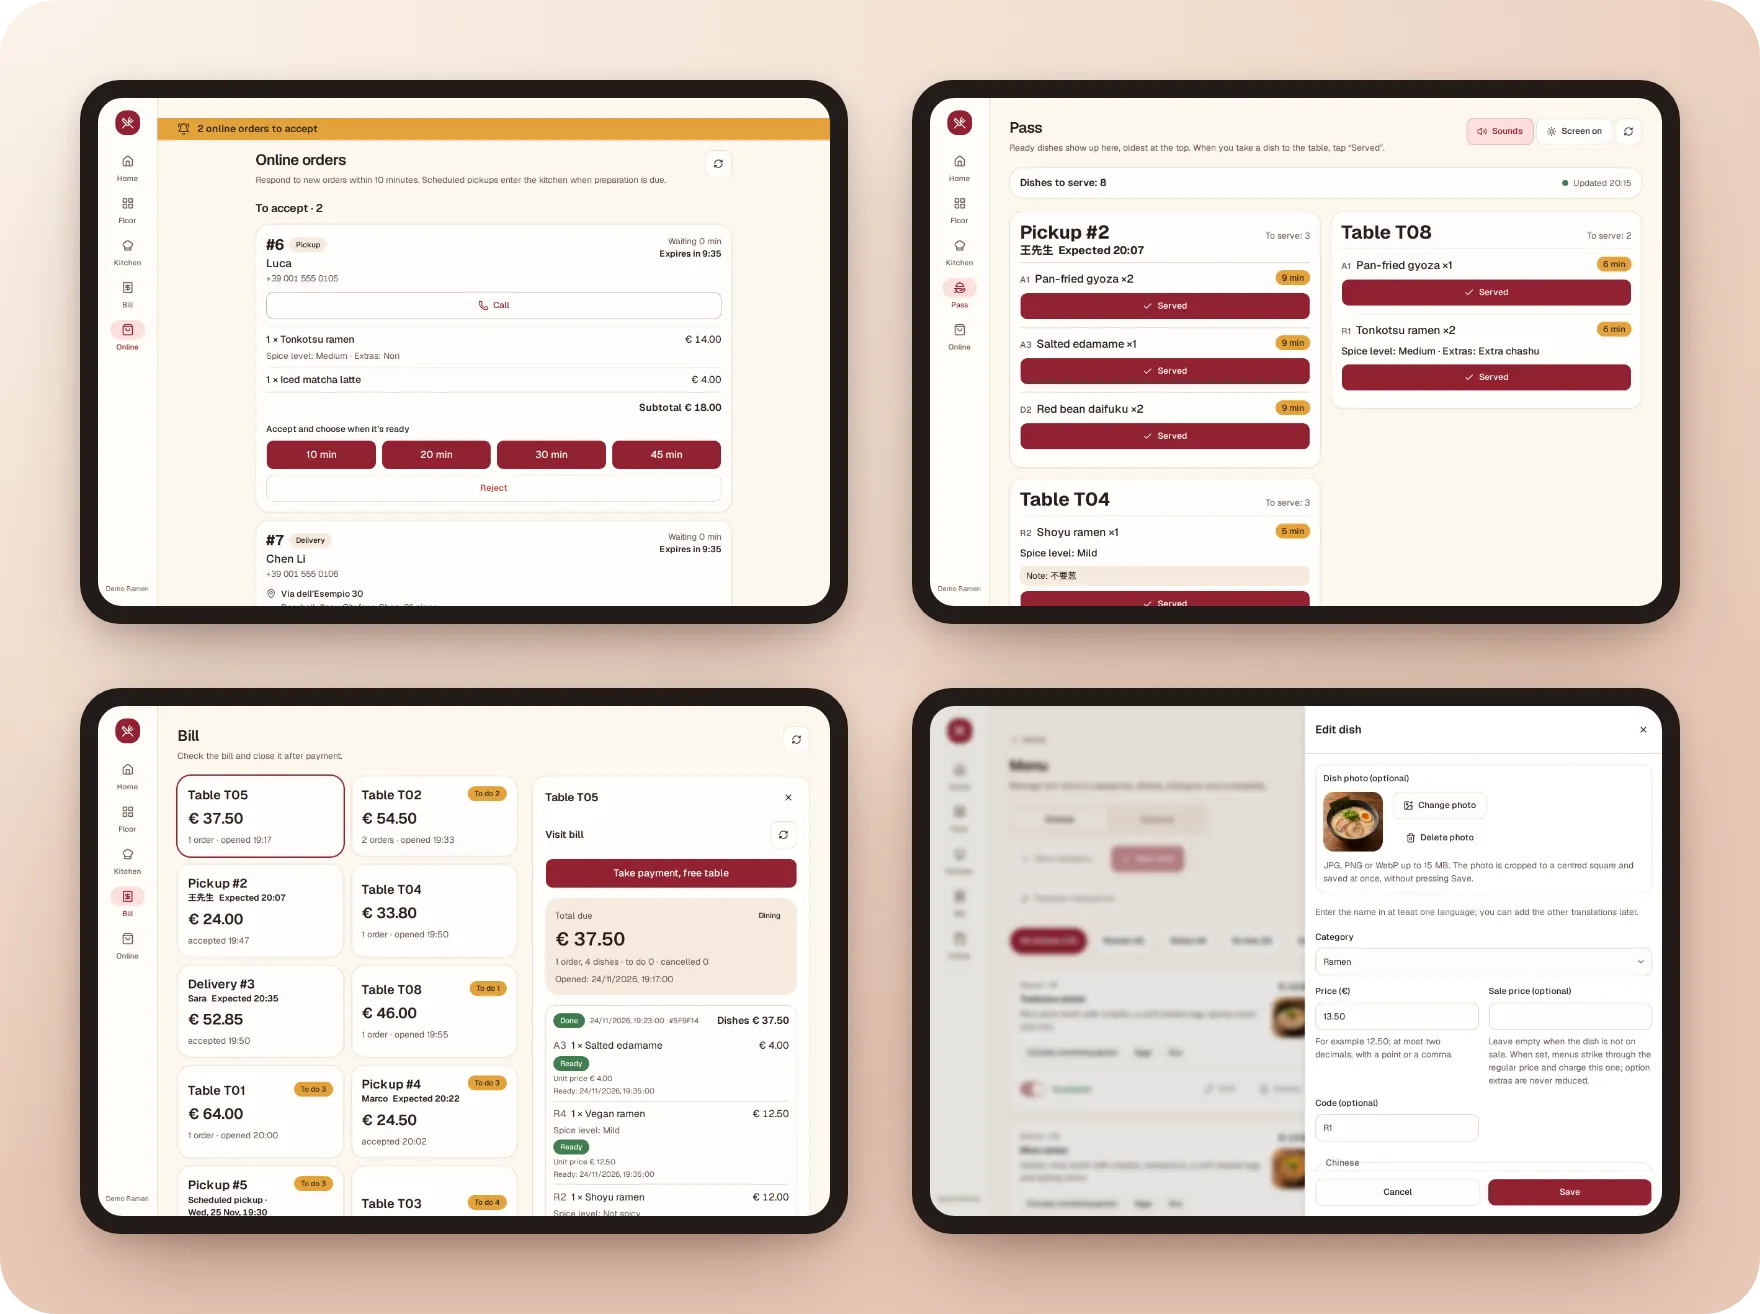 2 online orders to accept
Home
Floor
Kitchen
Bill
Online
Demo Ramen
Online orders
Respond to new orders within 10 minutes. Scheduled pickups enter the kitchen when preparation is due.
To accept · 2
#6 Pickup
Waiting 0 min
Expires in 9:35
Luca
+39 001 555 0105
Call
1 × Tonkotsu ramen € 14.00
Spice level: Medium · Extras: Nori
1 × Iced matcha latte € 4.00
Subtotal € 18.00
Accept and choose when it's ready
10 min 20 min 30 min 45 min
Reject
#7 Delivery
Waiting 0 min
Expires in 9:35
Chen Li
+39 001 555 0106
Via dell'Esempio 30
Home
Floor
Kitchen
Pass
Online
Demo Ramen
Pass
Ready dishes show up here, oldest at the top. When you take a dish to the table, tap “Served”.
Sounds Screen on
Dishes to serve: 8 Updated 20:15
Pickup #2 To serve: 3
王先生 Expected 20:07
A1 Pan-fried gyoza ×2 9 min
Served
A3 Salted edamame ×1 9 min
Served
D2 Red bean daifuku ×2 9 min
Served
Table T08 To serve: 2
A1 Pan-fried gyoza ×1 6 min
Served
R1 Tonkotsu ramen ×2 6 min
Spice level: Medium · Extras: Extra chashu
Served
Table T04 To serve: 3
R2 Shoyu ramen ×1 5 min
Spice level: Mild
Note: 不要葱
Served
Home
Floor
Kitchen
Bill
Online
Demo Ramen
Bill
Check the bill and close it after payment.
Table T05
€ 37.50
1 order · opened 19:17
Table T02 To do 2
€ 54.50
2 orders · opened 19:33
Pickup #2
王先生 Expected 20:07
€ 24.00
accepted 19:47
Table T04
€ 33.80
1 order · opened 19:50
Delivery #3
Sara Expected 20:35
€ 52.85
accepted 19:50
Table T08 To do 1
€ 46.00
1 order · opened 19:55
Table T01 To do 3
€ 64.00
1 order · opened 20:00
Pickup #4 To do 3
Marco Expected 20:22
€ 24.50
accepted 20:02
Pickup #5 To do 3
Scheduled pickup ·
Wed, 25 Nov, 19:30
Table T03 To do 4
Table T05
Visit bill
Take payment, free table
Total due Dining
€ 37.50
1 order, 4 dishes · to do 0 · cancelled 0
Opened: 24/11/2026, 19:17:00
Done 24/11/2026, 19:23:00 · #5F9F14 Dishes € 37.50
A3 1 × Salted edamame € 4.00
Ready
Unit price € 4.00
Ready: 24/11/2026, 19:35:00
R4 1 × Vegan ramen € 12.50
Spice level: Mild
Ready
Unit price € 12.50
Ready: 24/11/2026, 19:35:00
R2 1 × Shoyu ramen € 12.00
Spice level: Not spicy
Menu
Edit dish
Dish photo (optional)
Change photo
Delete photo
JPG, PNG or WebP up to 15 MB. The photo is cropped to a centred square and
saved at once, without pressing Save.
Enter the name in at least one language; you can add the other translations later.
Category
Ramen
Price (€) Sale price (optional)
13.50
For example 12.50; at most two
decimals, with a point or a comma.
Leave empty when the dish is not on
sale. When set, menus strike through the
regular price and charge this one; option
extras are never reduced.
Code (optional)
R1
Chinese
Cancel Save